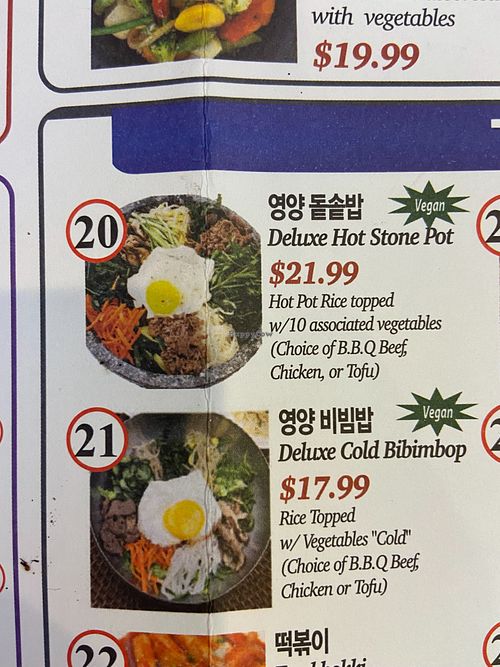 with vegetables
$19.99
20
영양 돌솥밥
Vegan
Deluxe Hot Stone Pot
$21.99
Hot Pot Rice topped
w/10 associated vegetables
(Choice of B.B.Q Beef,
Chicken, or Tofu)
HappyCow
21
영양 비빔밥
Vegan
Deluxe Cold Bibimbop
$17.99
Rice Topped
w/ Vegetables "Cold"
(Choice of B.B.Q Beef,
Chicken or Tofu)
22
떡볶이